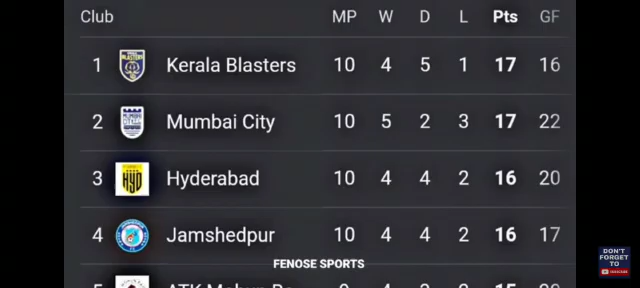 Club MP W D L Pts GF
1 Kerala Blasters 10 4 5 1 17 16
2 Mumbai City 10 5 2 3 17 22
3 HYD Hyderabad 10 4 4 2 16 20
4 Jamshedpur 10 4 4 2 16 17
FENOSE SPORTS
DON'T
FORGET
TO
SUBSCRIBE